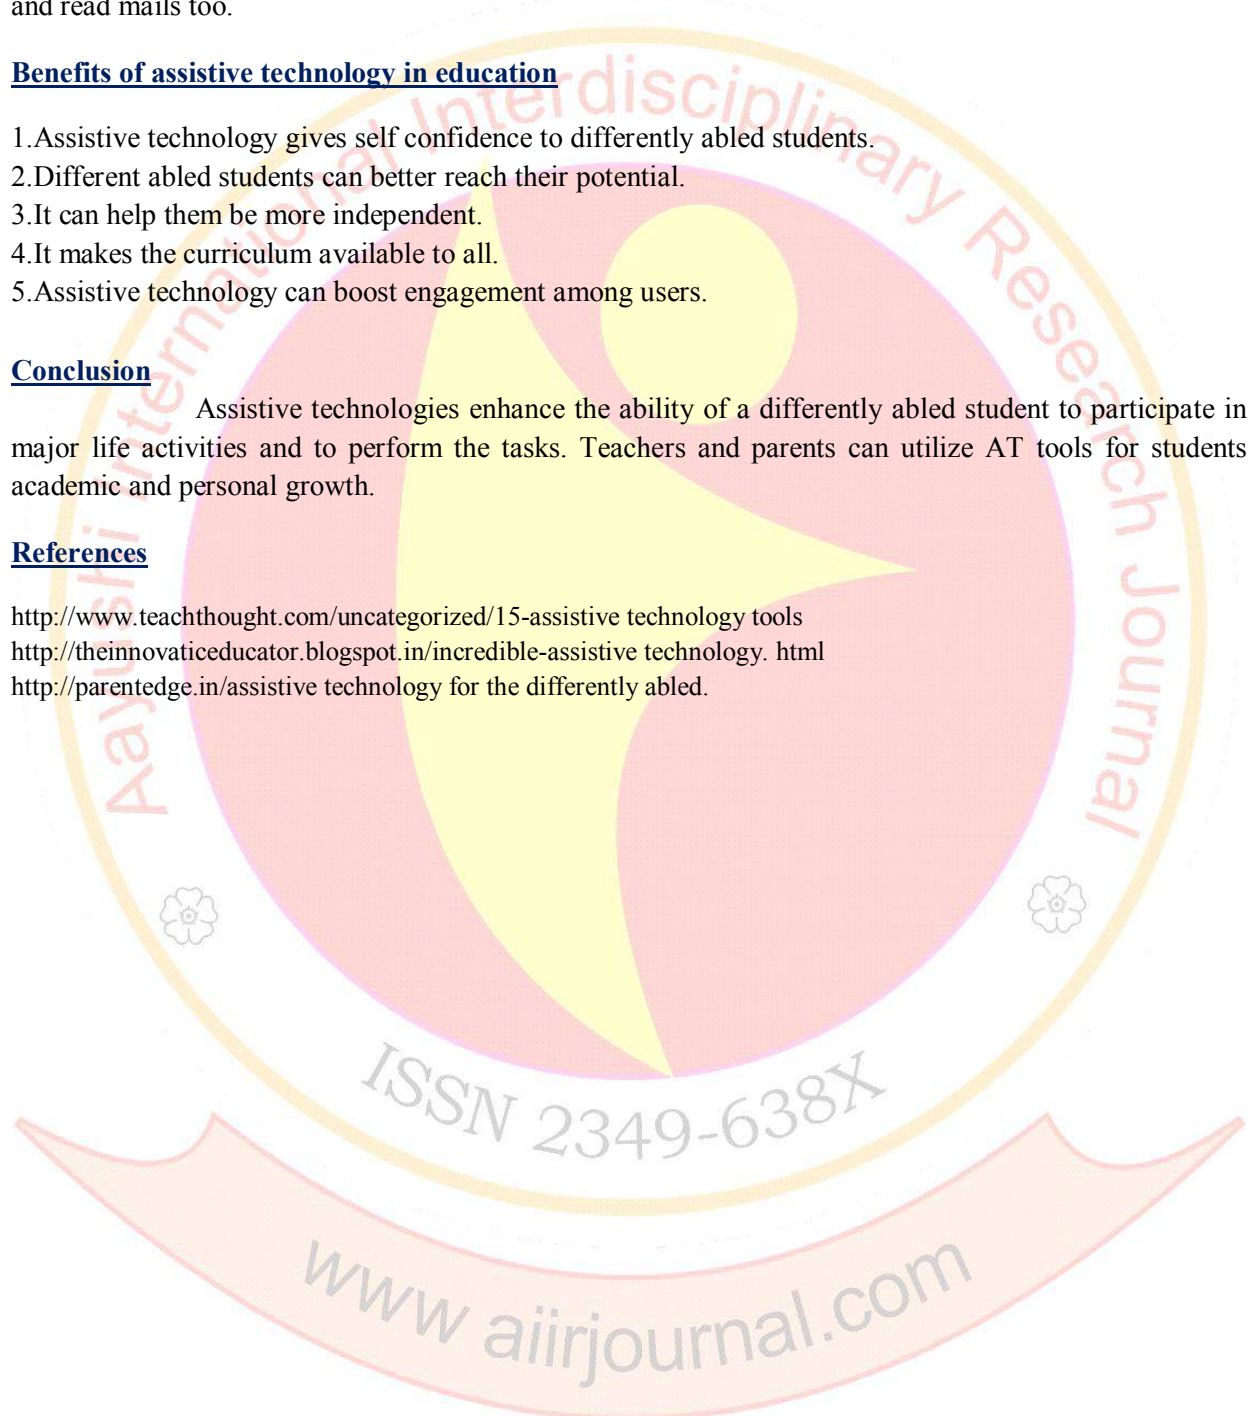 and read mails too.
Benefits of assistive technology in education
1.Assistive technology gives self confidence to differently abled students.
2.Different abled students can better reach their potential.
3.It can help them be more independent.
4.It makes the curriculum available to all.
5.Assistive technology can boost engagement among users.
Conclusion
Assistive technologies enhance the ability of a differently abled student to participate in
major life activities and to perform the tasks. Teachers and parents can utilize AT tools for students
academic and personal growth.
References
http://www.teachthought.com/uncategorized/15-assistive technology tools
http://theinnovaticeducator.blogspot.in/incredible-assistive technology. html
http://parentedge.in/assistive technology for the differently abled.
Aayushi International Interdisciplinary Research Journal
ISSN 2349-638X
www aiirjournal.com